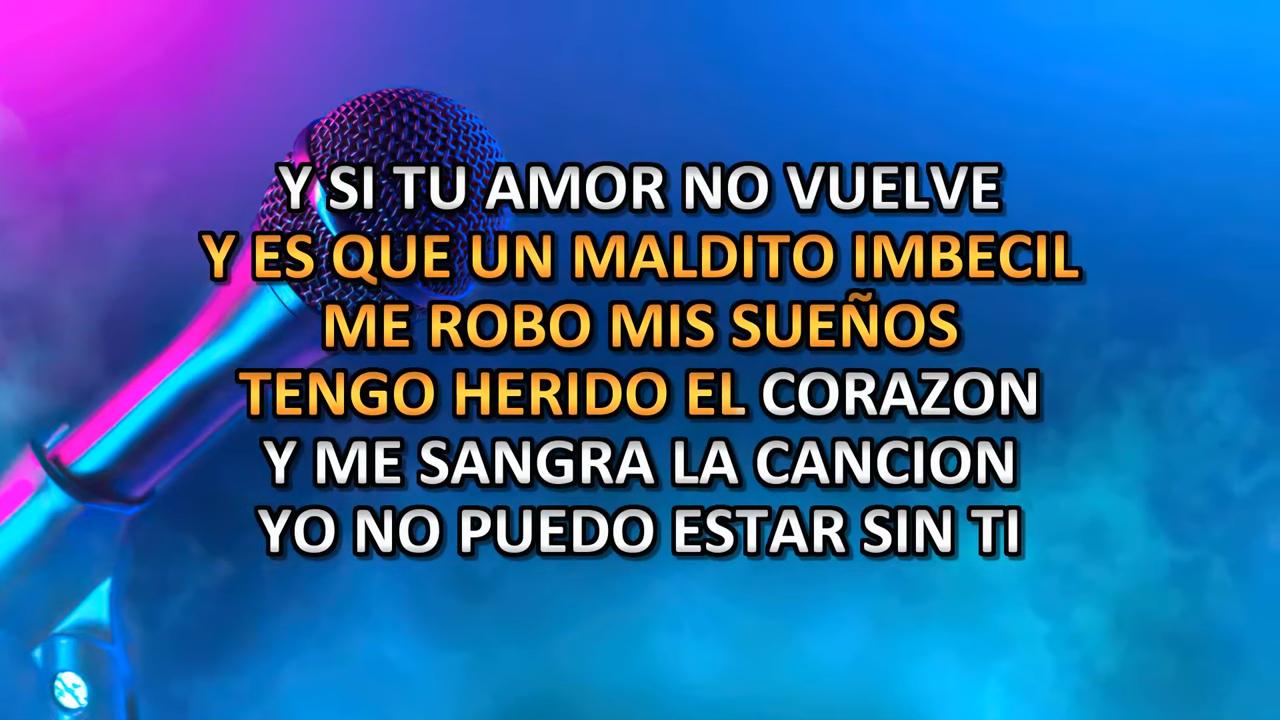 Y SI TU AMOR NO VUELVE
Y ES QUE UN MALDITO IMBECIL
ME ROBO MIS SUEÑOS
TENGO HERIDO EL CORAZON
Y ME SANGRA LA CANCION
YO NO PUEDO ESTAR SIN TI